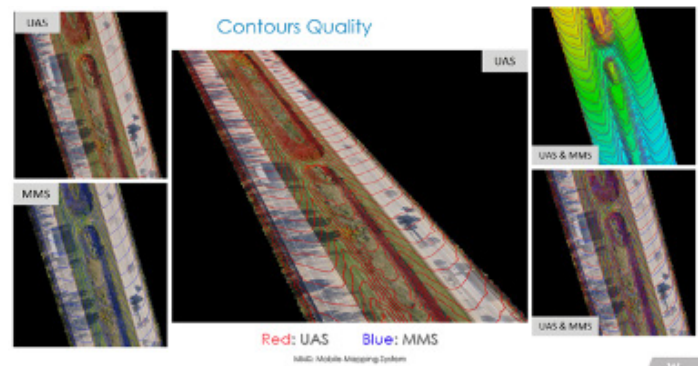 Contours Quality
UAS
UAS
UAS & MMS
MMS
UAS & MMS
Red: UAS Blue: MMS
MMS: Mobile Mapping System